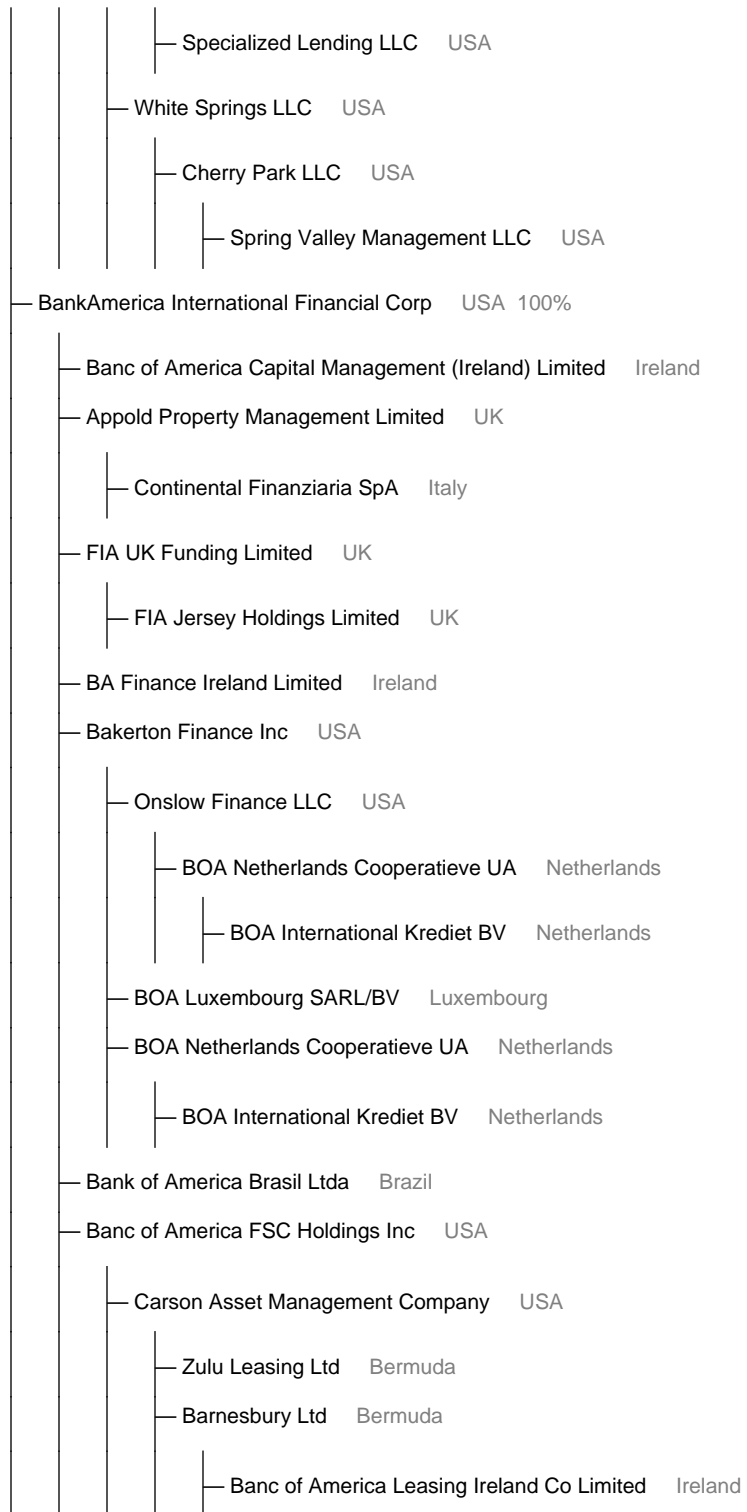 Specialized Lending LLC USA
White Springs LLC USA
Cherry Park LLC USA
Spring Valley Management LLC USA
BankAmerica International Financial Corp USA 100%
Banc of America Capital Management (Ireland) Limited Ireland
Appold Property Management Limited UK
Continental Finanziaria SpA Italy
FIA UK Funding Limited UK
FIA Jersey Holdings Limited UK
BA Finance Ireland Limited Ireland
Bakerton Finance Inc USA
Onslow Finance LLC USA
BOA Netherlands Cooperatieve UA Netherlands
BOA International Krediet BV Netherlands
BOA Luxembourg SARL/BV Luxembourg
BOA Netherlands Cooperatieve UA Netherlands
BOA International Krediet BV Netherlands
Bank of America Brasil Ltda Brazil
Banc of America FSC Holdings Inc USA
Carson Asset Management Company USA
Zulu Leasing Ltd Bermuda
Barnesbury Ltd Bermuda
Banc of America Leasing Ireland Co Limited Ireland